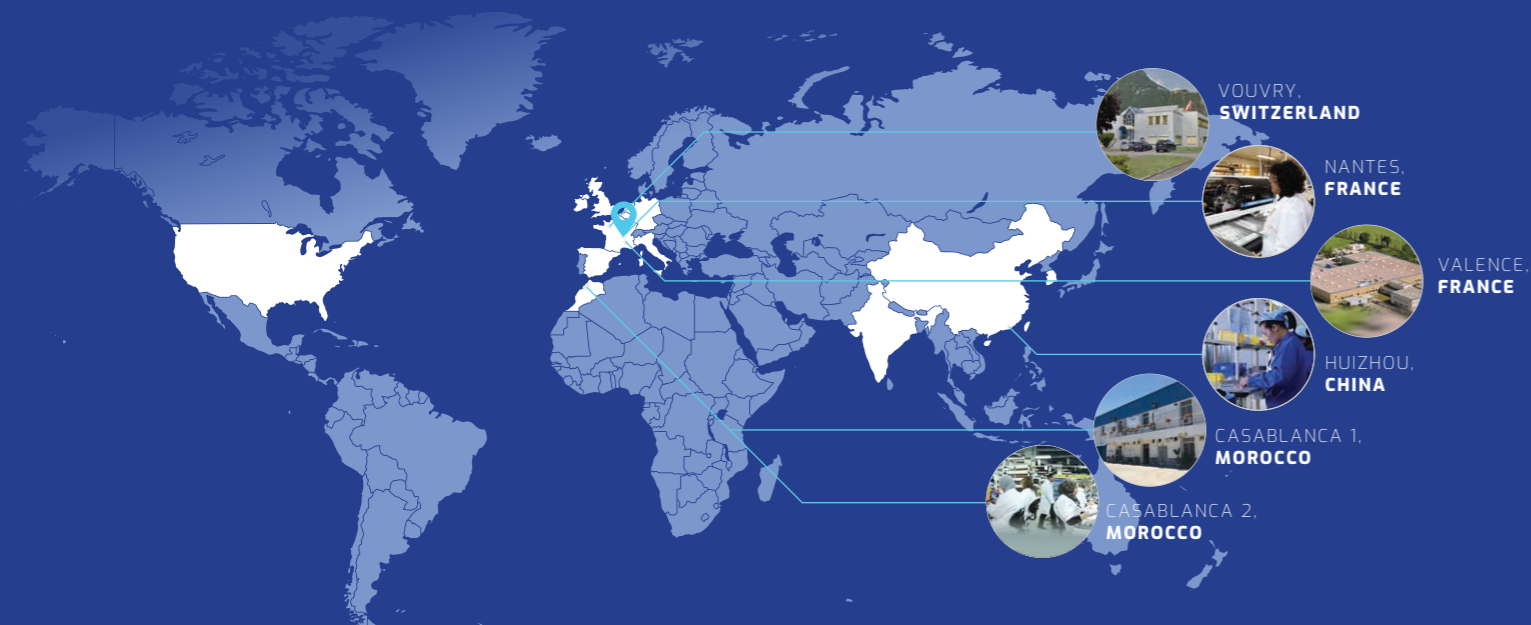 VOUVRY,
SWITZERLAND
NANTES,
FRANCE
VALENCE,
FRANCE
HUIZHOU,
CHINA
CASABLANCA 1,
MOROCCO
CASABLANCA 2,
MOROCCO